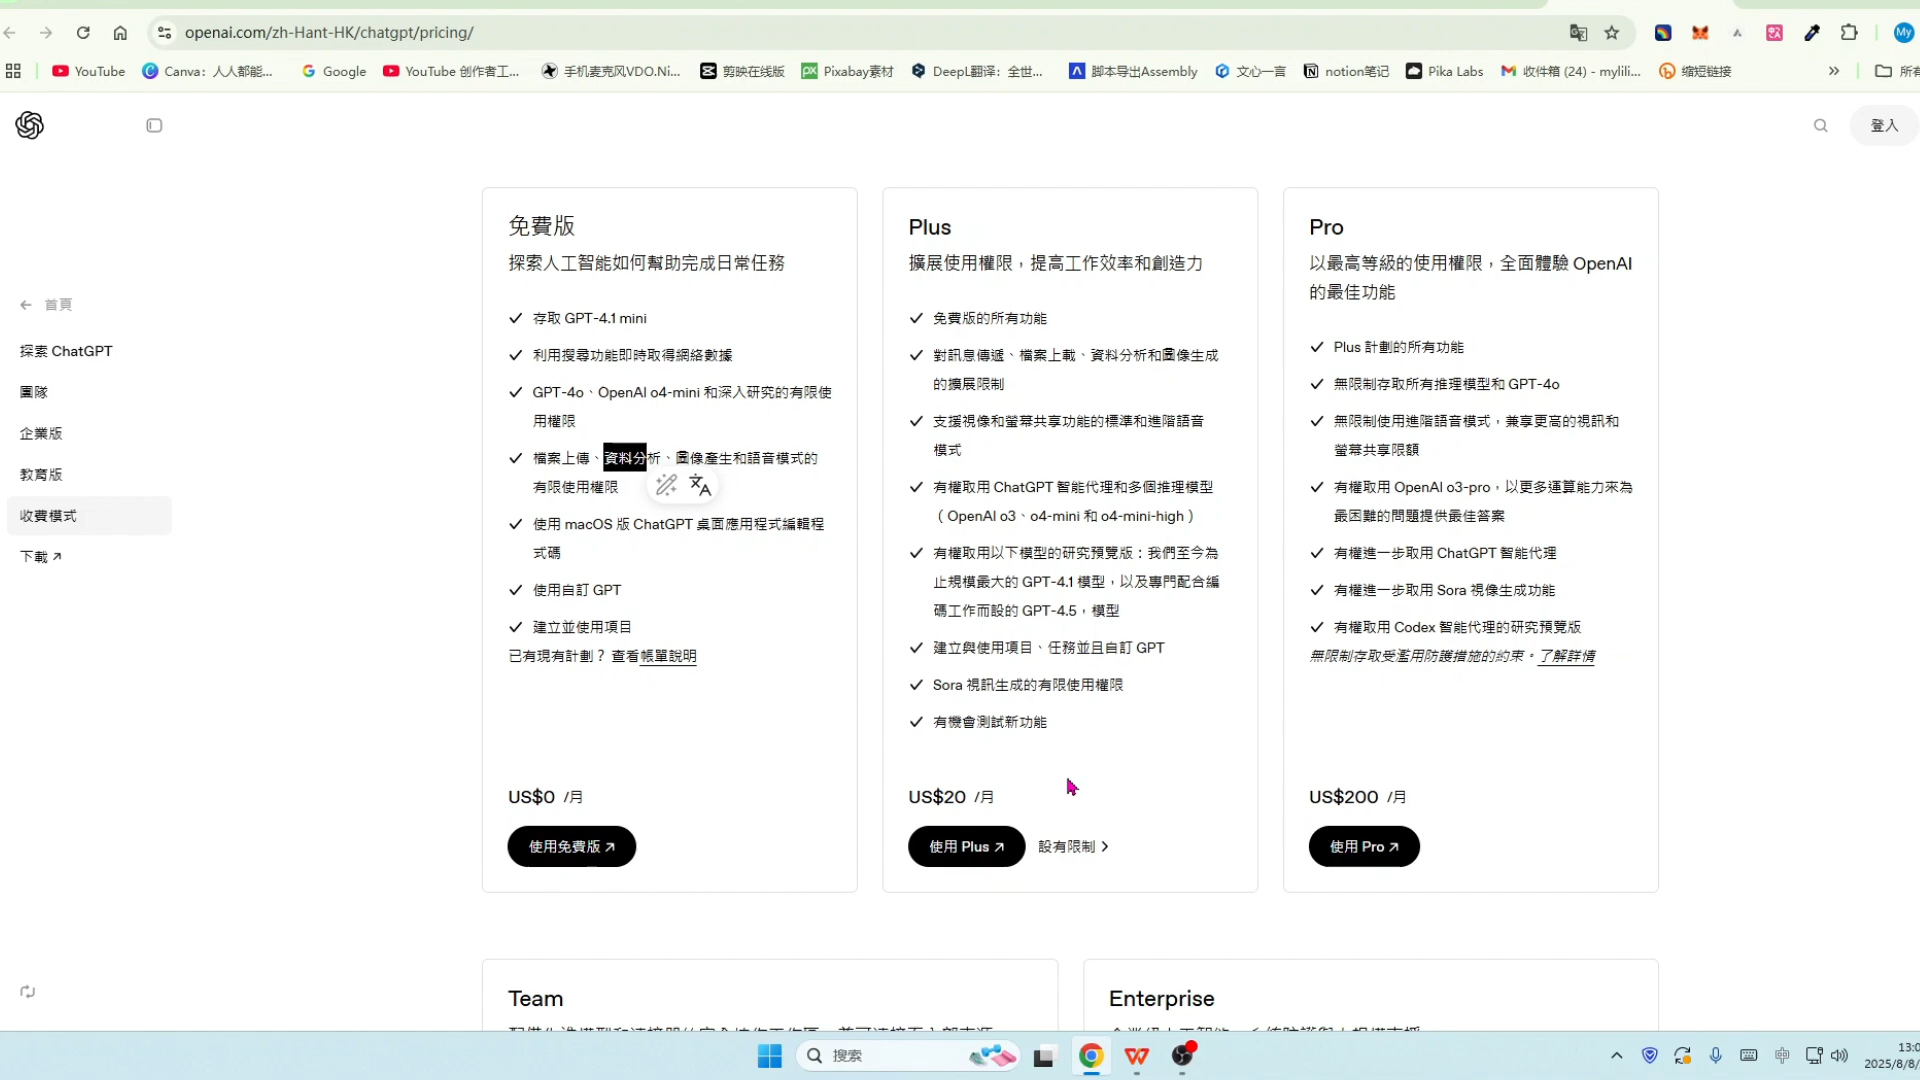 openai.com/zh-Hant-HK/chatgpt/pricing/
My
YouTube
Canva：人人都能...
Google
YouTube 创作者工...
手机麦克风VDO.Ni...
剪映在线版
Pixabay素材
DeepL翻译：全世...
脚本导出Assembly
文心一言
notion笔记
Pika Labs
收件箱 (24) - mylili...
缩短链接
»
所有
登入
首頁
探索 ChatGPT
團隊
企業版
教育版
收費模式
下載
免費版
探索人工智能如何幫助完成日常任務
存取 GPT-4.1 mini
利用搜尋功能即時取得網絡數據
GPT-4o、OpenAI o4-mini 和深入研究的有限使
用權限
檔案上傳、資料分析、圖像產生和語音模式的
有限使用權限
使用 macOS 版 ChatGPT 桌面應用程式編輯程
式碼
使用自訂 GPT
建立並使用項目
已有現有計劃？ 查看帳單說明
US$0 /月
使用免費版
Plus
擴展使用權限，提高工作效率和創造力
免費版的所有功能
對訊息傳遞、檔案上載、資料分析和圖像生成
的擴展限制
支援視像和螢幕共享功能的標準和進階語音
模式
有權取用 ChatGPT 智能代理和多個推理模型
（OpenAI o3、o4-mini 和 o4-mini-high）
有權取用以下模型的研究預覽版：我們至今為
止規模最大的 GPT-4.1 模型，以及專門配合編
碼工作而設的 GPT-4.5，模型
建立與使用項目、任務並且自訂 GPT
Sora 視訊生成的有限使用權限
有機會測試新功能
US$20 /月
使用 Plus
設有限制
Pro
以最高等級的使用權限，全面體驗 OpenAI
的最佳功能
Plus 計劃的所有功能
無限制存取所有推理模型和 GPT-4o
無限制使用進階語音模式，兼享更高的視訊和
螢幕共享限額
有權取用 OpenAI o3-pro，以更多運算能力來為
最困難的問題提供最佳答案
有權進一步取用 ChatGPT 智能代理
有權進一步取用 Sora 視像生成功能
有權取用 Codex 智能代理的研究預覽版
無限制存取受濫用防護措施的約束。了解詳情
US$200 /月
使用 Pro
Team
Enterprise
搜索
中
13:0
2025/8/8/